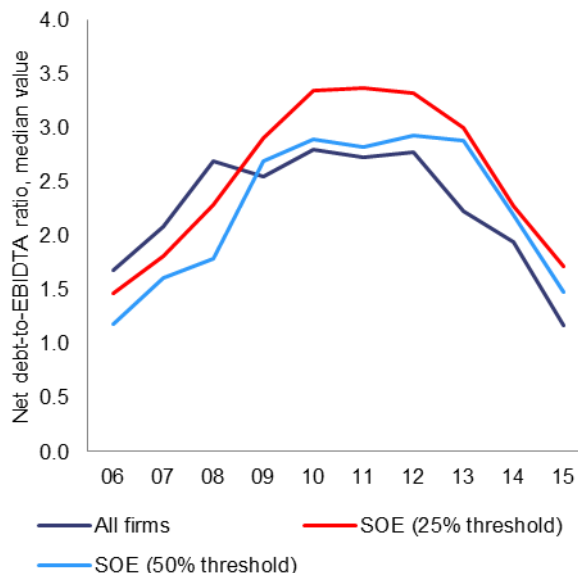 Net debt-to-EBIDTA ratio, median value
4.0
3.5
3.0
2.5
2.0
1.5
1.0
0.5
0.0
06 07 08 09 10 11 12 13 14 15
All firms SOE (25% threshold)
SOE (50% threshold)